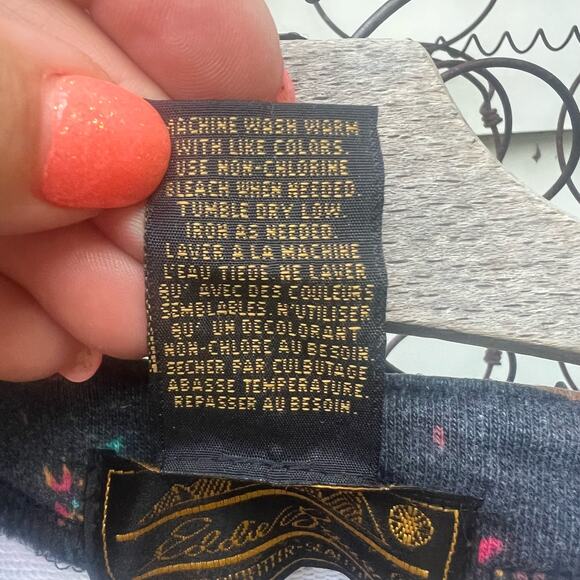 MACHINE WASH WARM
WITH LIKE COLORS.
USE NON-CHLORINE
BLEACH WHEN NEEDED.
TUMBLE DRY LOW.
IRON AS NEEDED.
LAVER A LA MACHINE
L'EAU TIEDE. NE LAVER
QU' AVEC DES COULEURS
SEMBLABLES. N'UTILISER
QU' UN DECOLORANT
NON-CHLORE AU BESOIN.
SECHER PAR CULBUTAGE
A BASSE TEMPERATURE.
REPASSER AU BESOIN.
Eddie